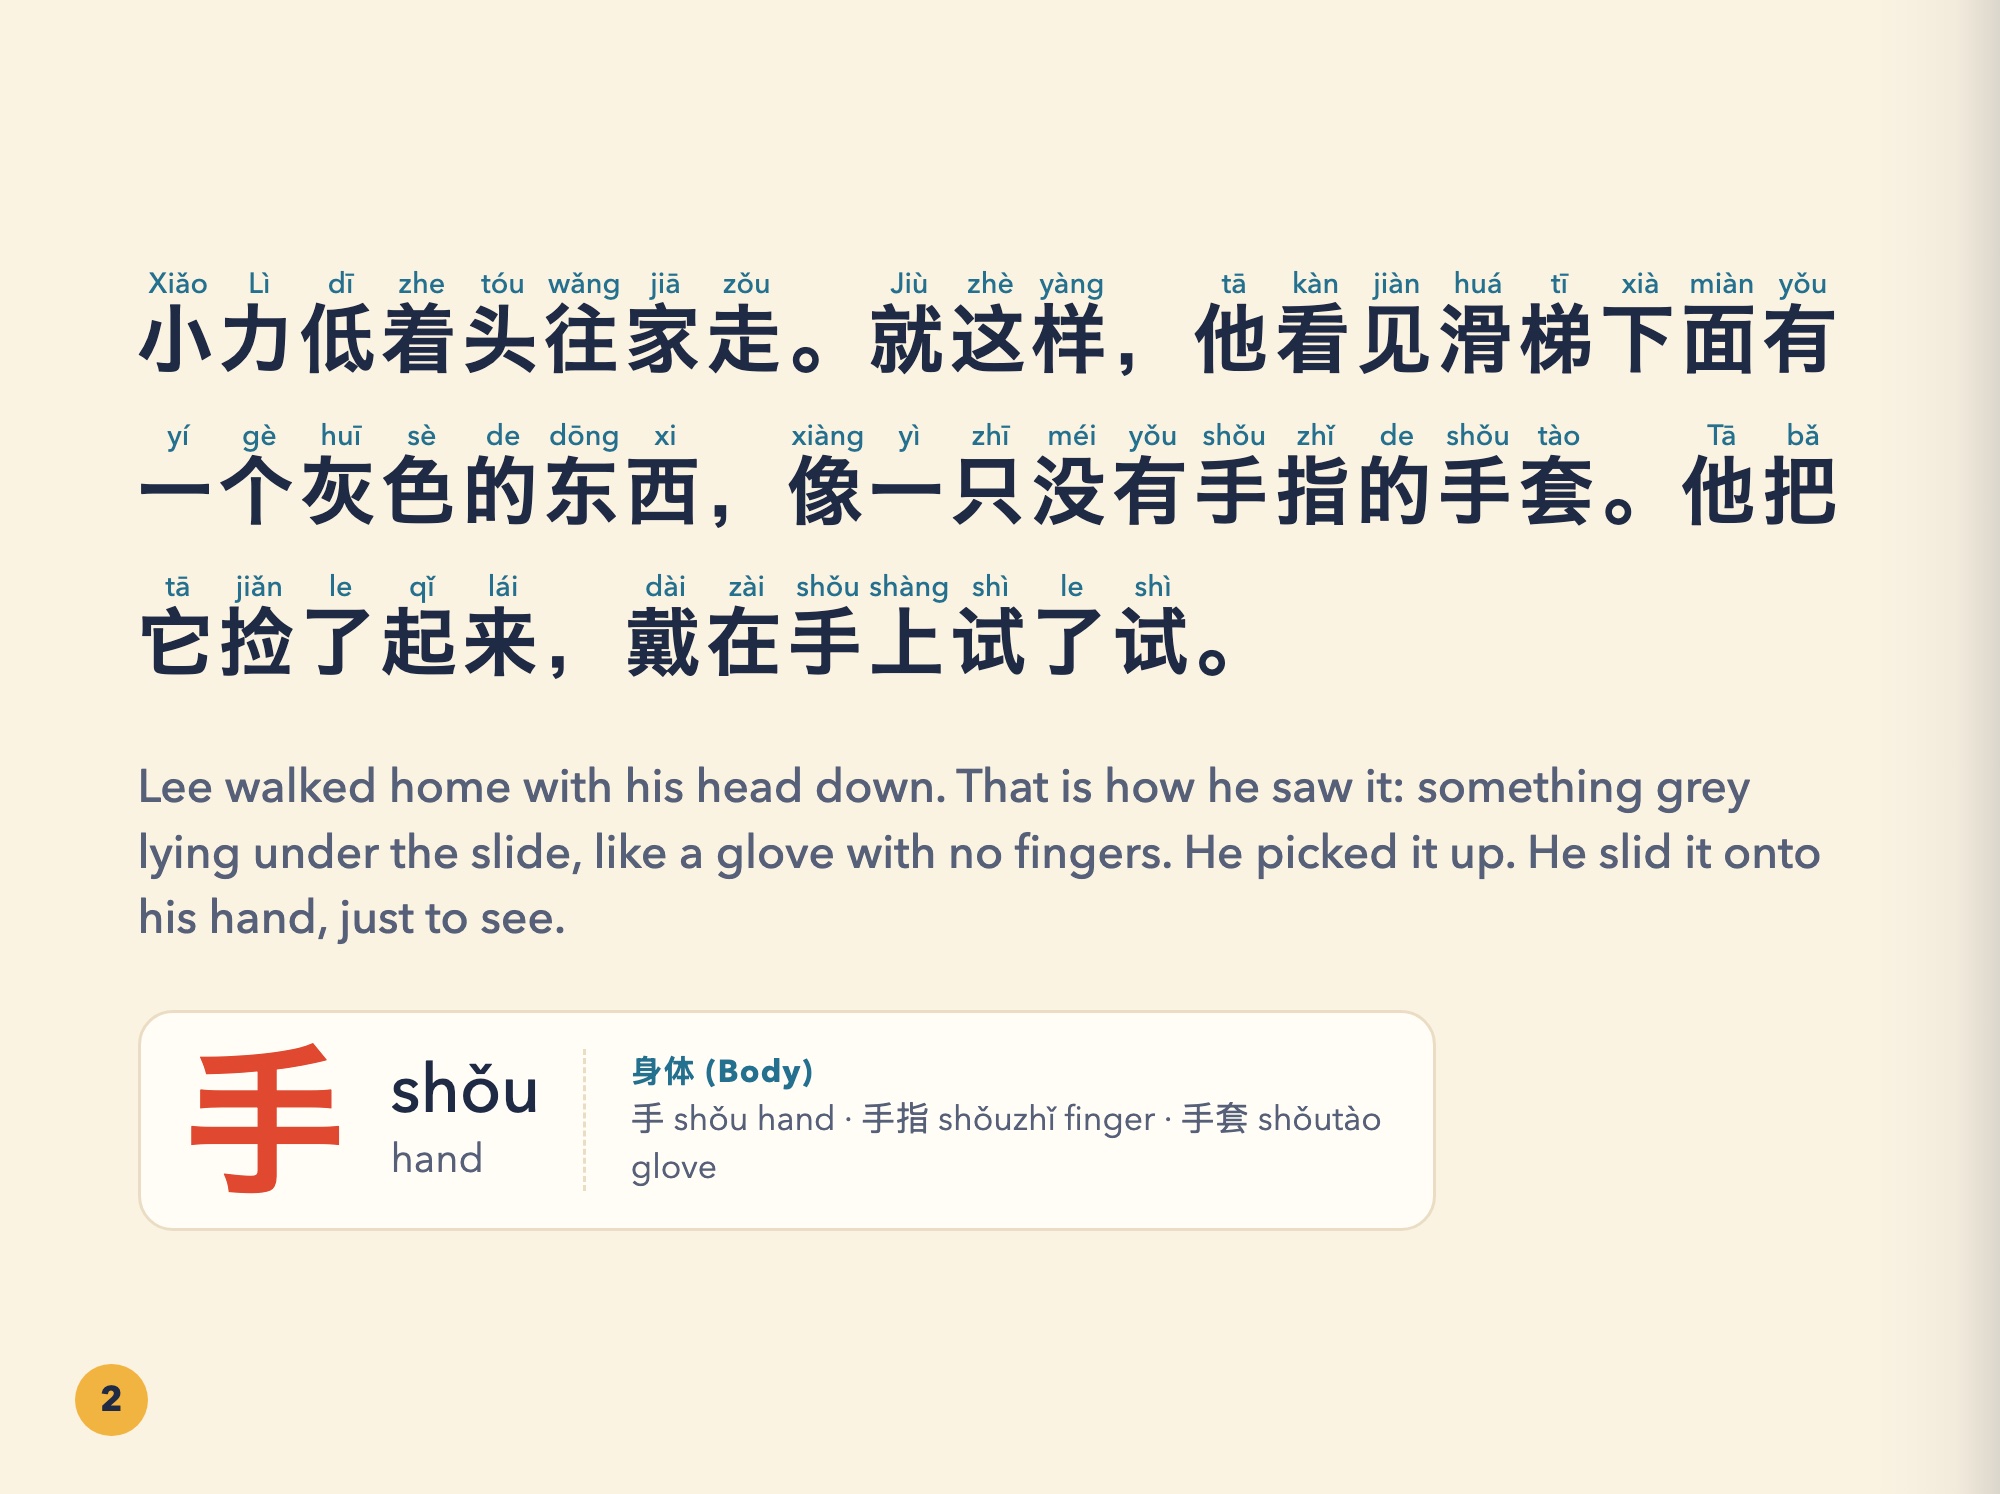 Xiǎo Lì dī zhe tóu wǎng jiā zǒu Jiù zhè yàng tā kàn jiàn huá tī xià miàn yǒu
小力低着头往家走。就这样，他看见滑梯下面有
yí gè huī sè de dōng xi xiàng yì zhī méi yǒu shǒu zhǐ de shǒu tào Tā bǎ
一个灰色的东西，像一只没有手指的手套。他把
tā jiǎn le qǐ lái dài zài shǒu shàng shì le shì
它捡了起来，戴在手上试了试。
Lee walked home with his head down. That is how he saw it: something grey
lying under the slide, like a glove with no fingers. He picked it up. He slid it onto
his hand, just to see.
手
shǒu
hand
身体 (Body)
手 shǒu hand · 手指 shǒuzhǐ finger · 手套 shǒutào
glove
2